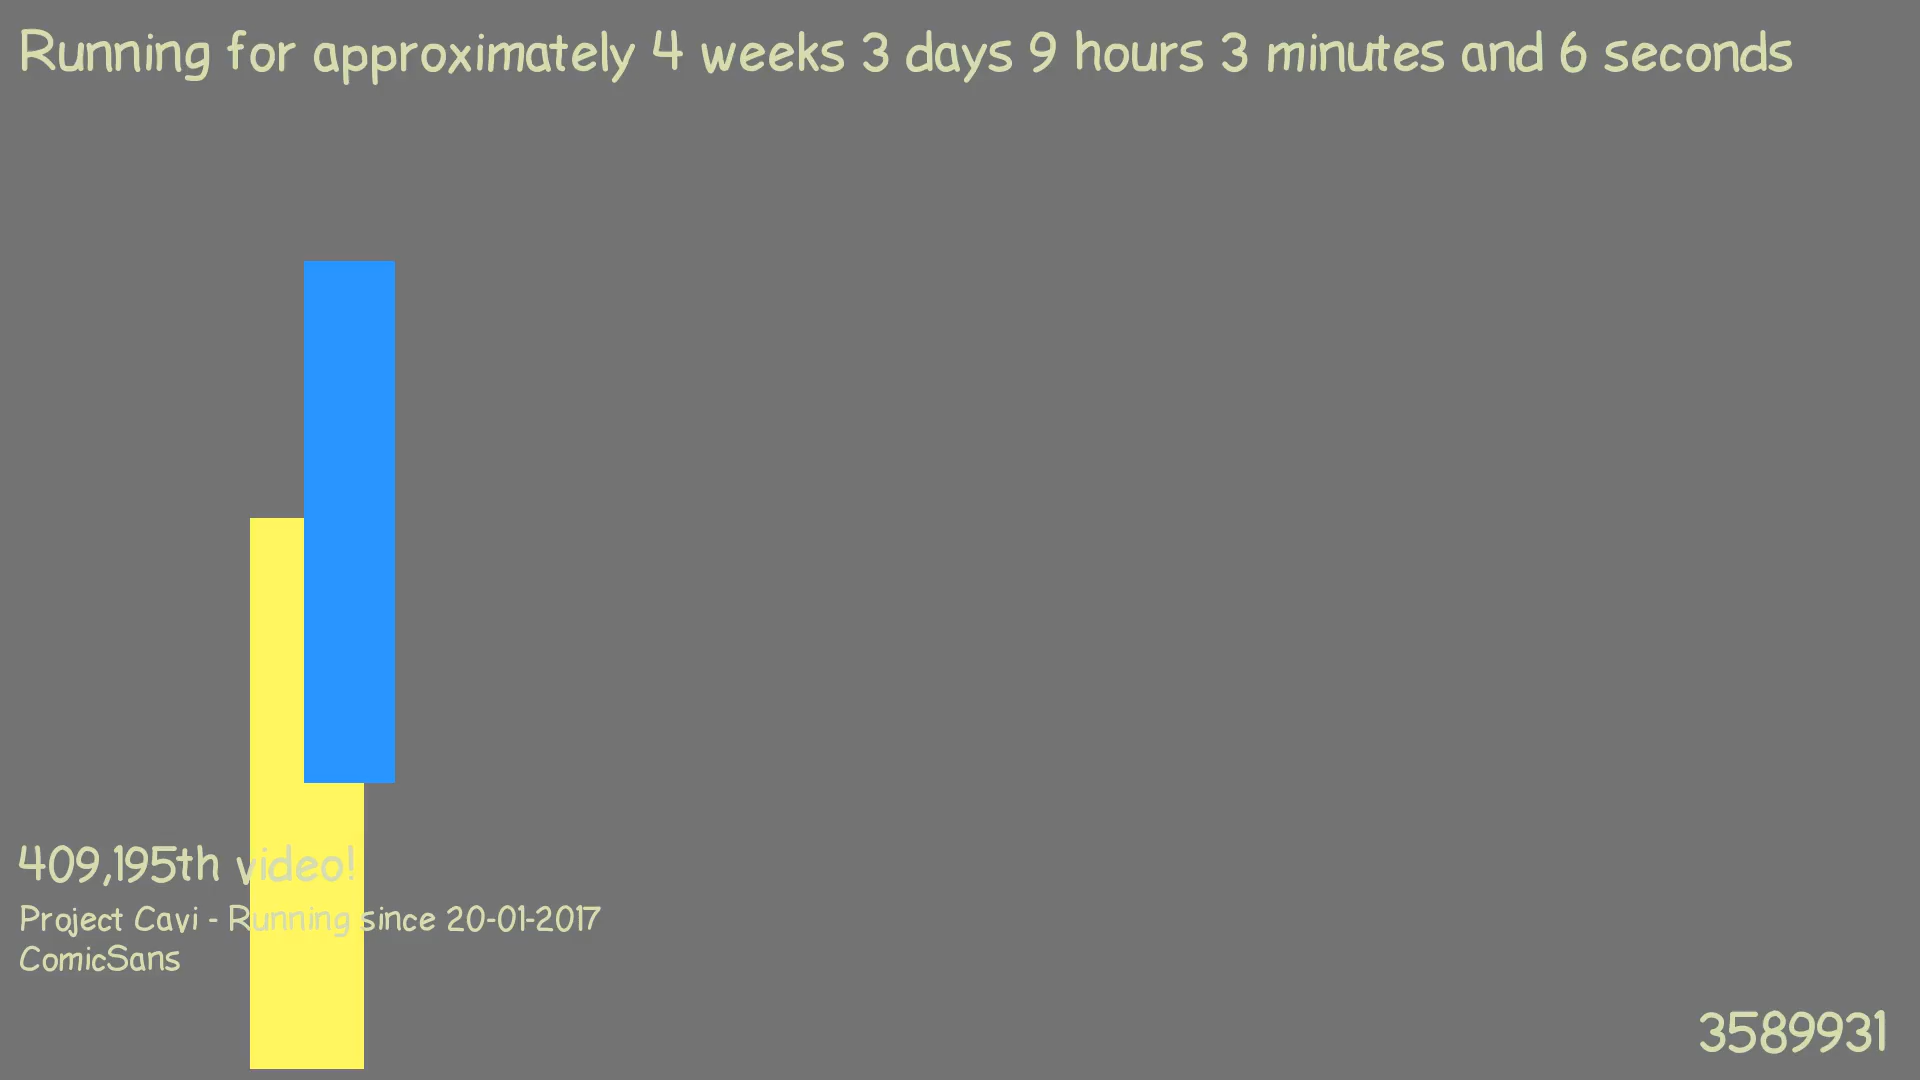 Running for approximately 4 weeks 3 days 9 hours 3 minutes and 6 seconds
409,195th video!
Project Cavi - Running since 20-01-2017
ComicSans
3589931